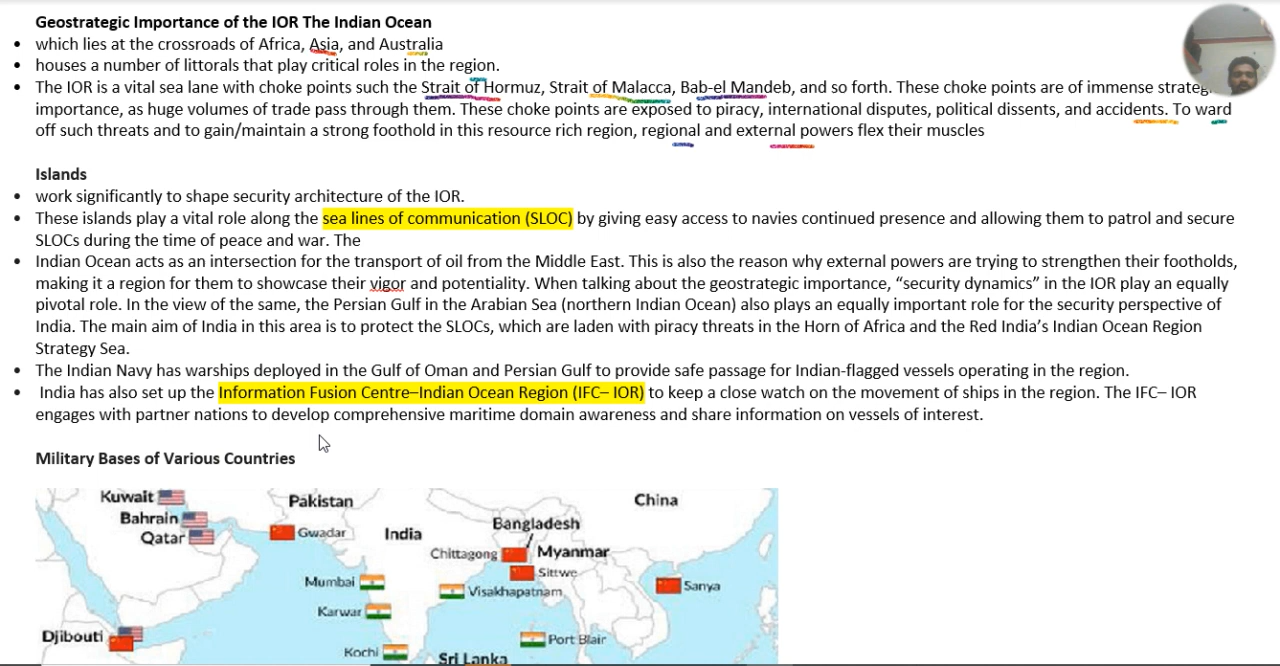 Geostrategic Importance of the IOR The Indian Ocean
• which lies at the crossroads of Africa, Asia, and Australia
• houses a number of littorals that play critical roles in the region.
• The IOR is a vital sea lane with choke points such the Strait of Hormuz, Strait of Malacca, Bab-el Mandeb, and so forth. These choke points are of immense strateg
importance, as huge volumes of trade pass through them. These choke points are exposed to piracy, international disputes, political dissents, and accidents. To ward
off such threats and to gain/maintain a strong foothold in this resource rich region, regional and external powers flex their muscles
Islands
• work significantly to shape security architecture of the IOR.
• These islands play a vital role along the sea lines of communication (SLOC) by giving easy access to navies continued presence and allowing them to patrol and secure
SLOCs during the time of peace and war. The
• Indian Ocean acts as an intersection for the transport of oil from the Middle East. This is also the reason why external powers are trying to strengthen their footholds,
making it a region for them to showcase their vigor and potentiality. When talking about the geostrategic importance, “security dynamics” in the IOR play an equally
pivotal role. In the view of the same, the Persian Gulf in the Arabian Sea (northern Indian Ocean) also plays an equally important role for the security perspective of
India. The main aim of India in this area is to protect the SLOCs, which are laden with piracy threats in the Horn of Africa and the Red India’s Indian Ocean Region
Strategy Sea.
• The Indian Navy has warships deployed in the Gulf of Oman and Persian Gulf to provide safe passage for Indian-flagged vessels operating in the region.
• India has also set up the Information Fusion Centre–Indian Ocean Region (IFC– IOR) to keep a close watch on the movement of ships in the region. The IFC– IOR
engages with partner nations to develop comprehensive maritime domain awareness and share information on vessels of interest.
Military Bases of Various Countries
Kuwait
Pakistan
China
Bahrain
Bangladesh
Qatar
Gwadar
India
Chittagong
Myanmar
Sittwe
Mumbai
Visakhapatnam
Sanya
Karwar
Djibouti
Port Blair
Kochi
Sri Lanka